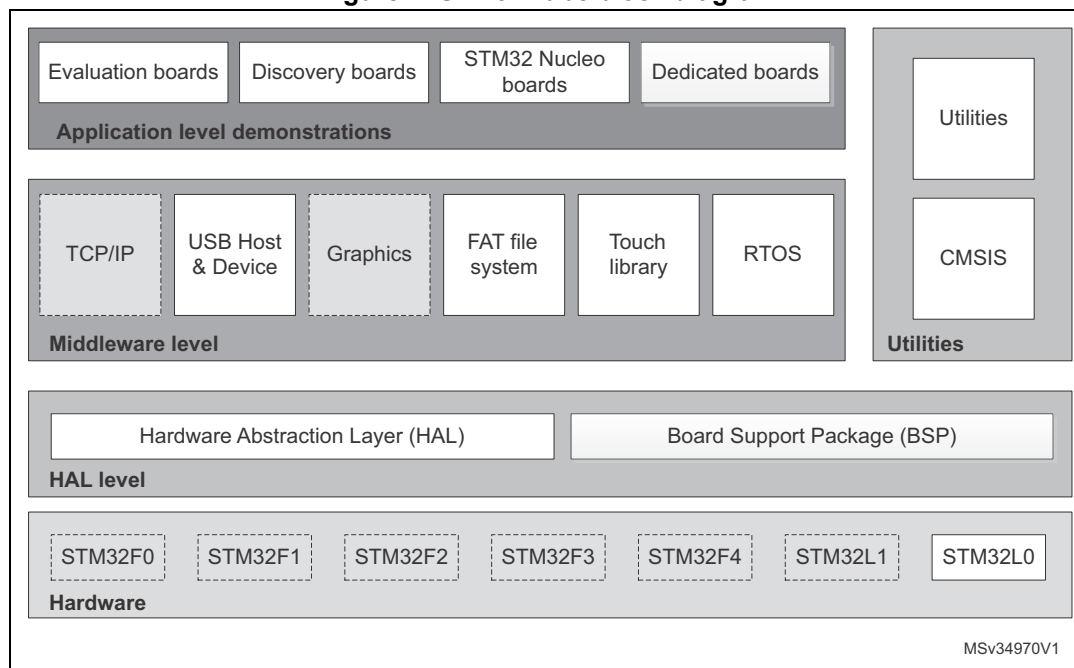 Evaluation boards
Discovery boards
STM32 Nucleo
boards
Dedicated boards
Application level demonstrations
TCP/IP
USB Host
& Device
Graphics
FAT file
system
Touch
library
RTOS
Middleware level
Utilities
CMSIS
Utilities
Hardware Abstraction Layer (HAL)
Board Support Package (BSP)
HAL level
STM32F0
STM32F1
STM32F2
STM32F3
STM32F4
STM32L1
STM32L0
Hardware
MSv34970V1